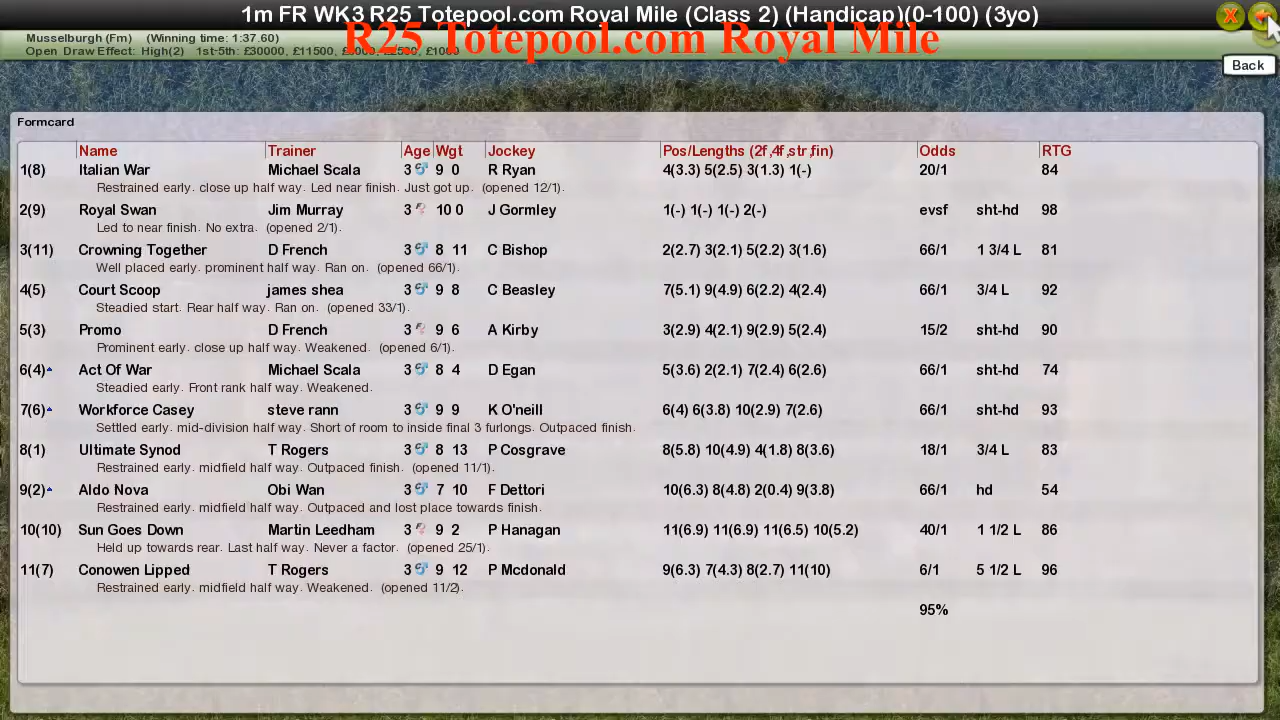 1m FR WK3 R25 Totepool.com Royal Mile (Class 2) (Handicap)(0-100) (3yo)
R25 Totepool.com Royal Mile
Musselburgh (Fm) (Winning time: 1:37.60)
Open Draw Effect: High(2) 1st-5th: £30000, £11500,
Back
Formcard
Name Trainer Age Wgt Jockey Pos/Lengths (2f,4f,str,fin) Odds RTG
1(8) Italian War Michael Scala 3 9 0 R Ryan 4(3.3) 5(2.5) 3(1.3) 1(-) 20/1 84
Restrained early. close up half way. Led near finish. Just got up. (opened 12/1).
2(9) Royal Swan Jim Murray 3 10 0 J Gormley 1(-) 1(-) 1(-) 2(-) evsf sht-hd 98
Led to near finish. No extra. (opened 2/1).
3(11) Crowning Together D French 3 8 11 C Bishop 2(2.7) 3(2.1) 5(2.2) 3(1.6) 66/1 1 3/4 L 81
Well placed early. prominent half way. Ran on. (opened 66/1).
4(5) Court Scoop james shea 3 9 8 C Beasley 7(5.1) 9(4.9) 6(2.2) 4(2.4) 66/1 3/4 L 92
Steadied start. Rear half way. Ran on. (opened 33/1).
5(3) Promo D French 3 9 6 A Kirby 3(2.9) 4(2.1) 9(2.9) 5(2.4) 15/2 sht-hd 90
Prominent early. close up half way. Weakened. (opened 6/1).
6(4) Act Of War Michael Scala 3 8 4 D Egan 5(3.6) 2(2.1) 7(2.4) 6(2.6) 66/1 sht-hd 74
Steadied early. Front rank half way. Weakened.
7(6) Workforce Casey steve rann 3 9 9 K O'neill 6(4) 6(3.8) 10(2.9) 7(2.6) 66/1 sht-hd 93
Settled early. mid-division half way. Short of room to inside final 3 furlongs. Outpaced finish.
8(1) Ultimate Synod T Rogers 3 8 13 P Cosgrave 8(5.8) 10(4.9) 4(1.8) 8(3.6) 18/1 3/4 L 83
Restrained early. midfield half way. Outpaced finish. (opened 11/1).
9(2) Aldo Nova Obi Wan 3 7 10 F Dettori 10(6.3) 8(4.8) 2(0.4) 9(3.8) 66/1 hd 54
Restrained early. midfield half way. Outpaced and lost place towards finish.
10(10) Sun Goes Down Martin Leedham 3 9 2 P Hanagan 11(6.9) 11(6.9) 11(6.5) 10(5.2) 40/1 1 1/2 L 86
Held up towards rear. Last half way. Never a factor. (opened 25/1).
11(7) Conowen Lipped T Rogers 3 9 12 P Mcdonald 9(6.3) 7(4.3) 8(2.7) 11(10) 6/1 5 1/2 L 96
Restrained early. midfield half way. Weakened. (opened 11/2).
95%